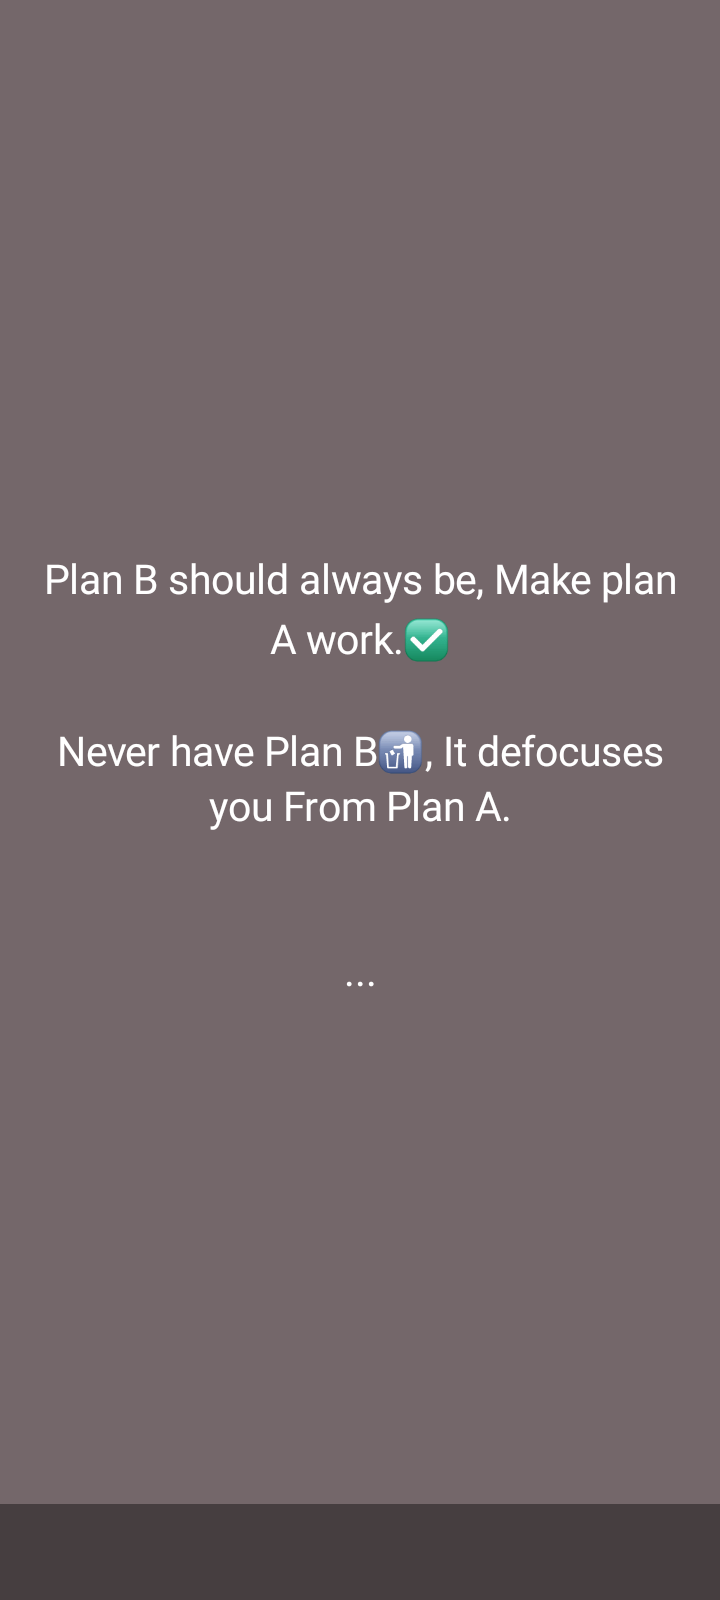 Plan B should always be, Make plan
A work.✅
Never have Plan B🚮, It defocuses
you From Plan A.
...